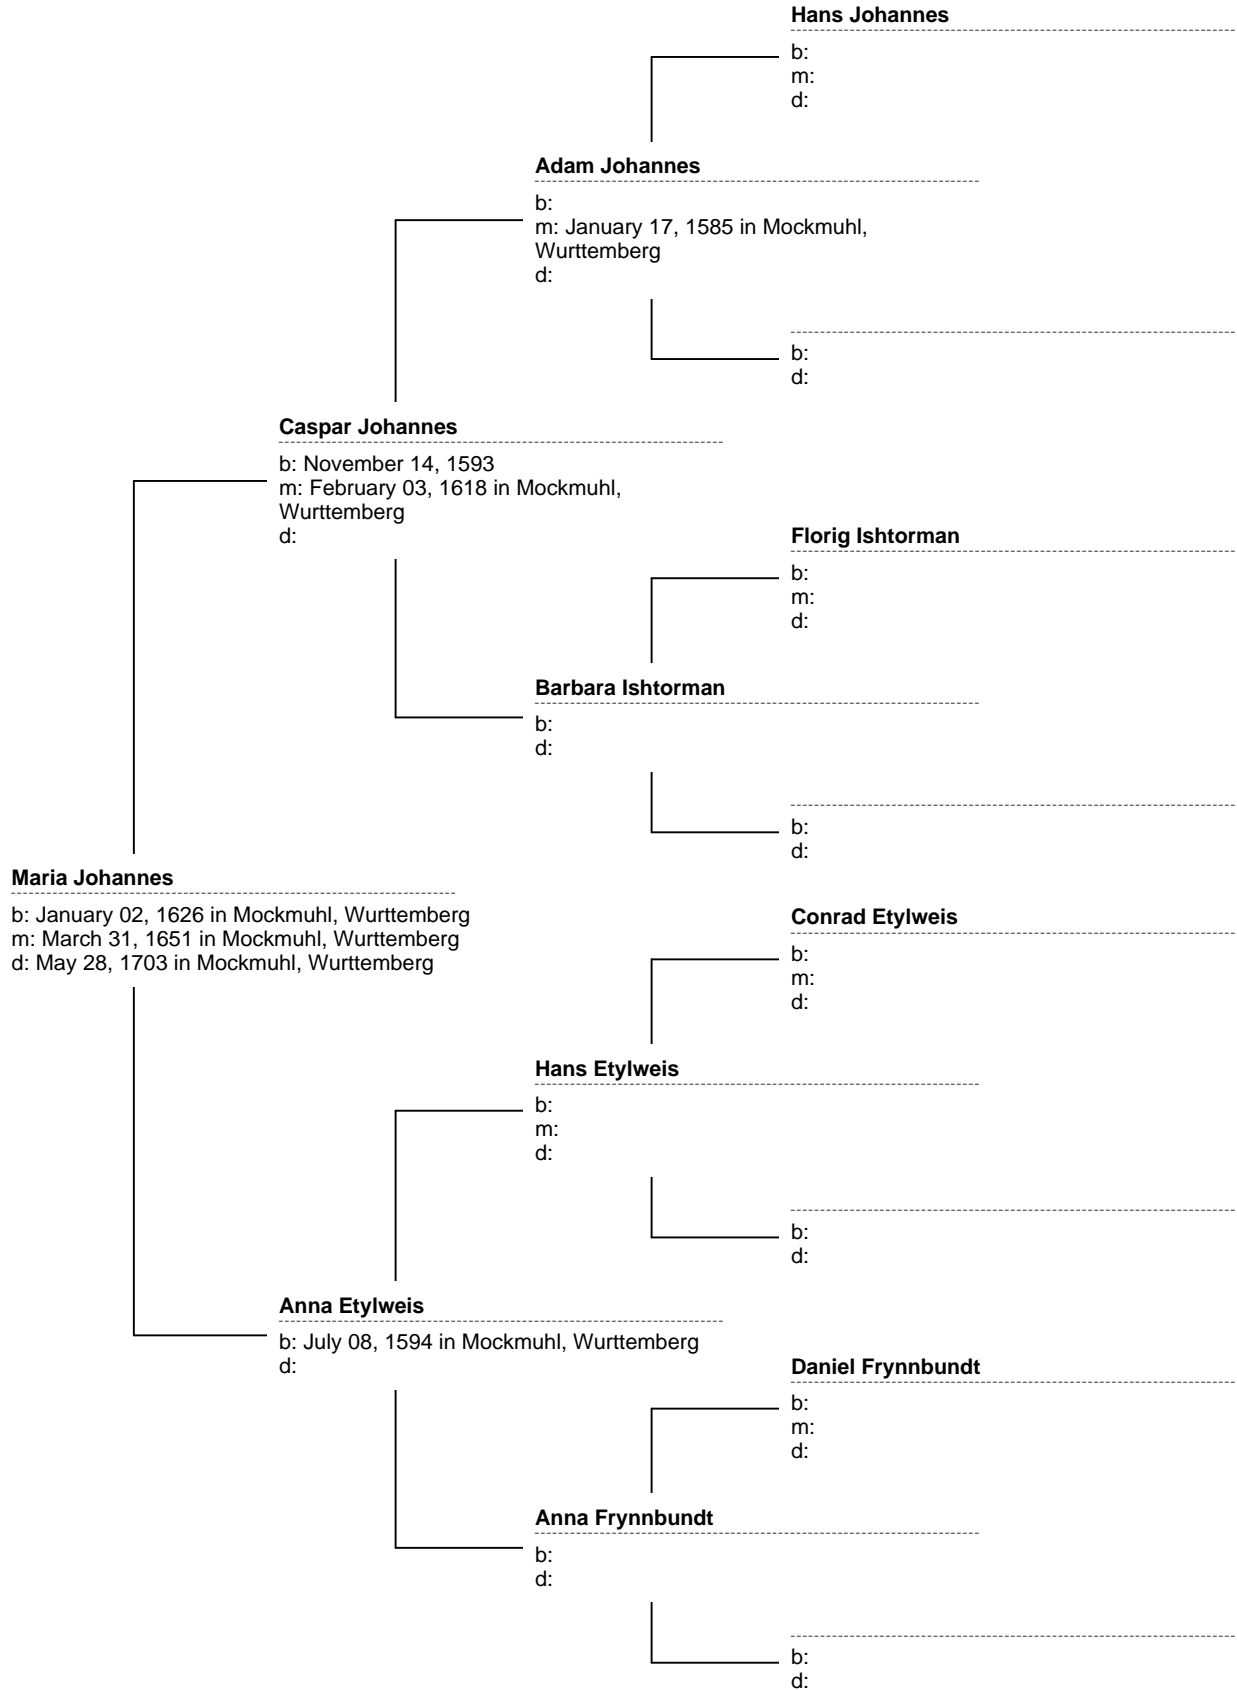 Hans Johannes
b:
m:
d:
Adam Johannes
b:
m: January 17, 1585 in Mockmuhl,
Wurttemberg
d:
b:
d:
Caspar Johannes
b: November 14, 1593
m: February 03, 1618 in Mockmuhl,
Wurttemberg
d:
Florig Ishtorman
b:
m:
d:
Barbara Ishtorman
b:
d:
b:
d:
Maria Johannes
b: January 02, 1626 in Mockmuhl, Wurttemberg
m: March 31, 1651 in Mockmuhl, Wurttemberg
d: May 28, 1703 in Mockmuhl, Wurttemberg
Conrad Etylweis
b:
m:
d:
Hans Etylweis
b:
m:
d:
b:
d:
Anna Etylweis
b: July 08, 1594 in Mockmuhl, Wurttemberg
d:
Daniel Frynnbundt
b:
m:
d:
Anna Frynnbundt
b:
d:
b:
d: